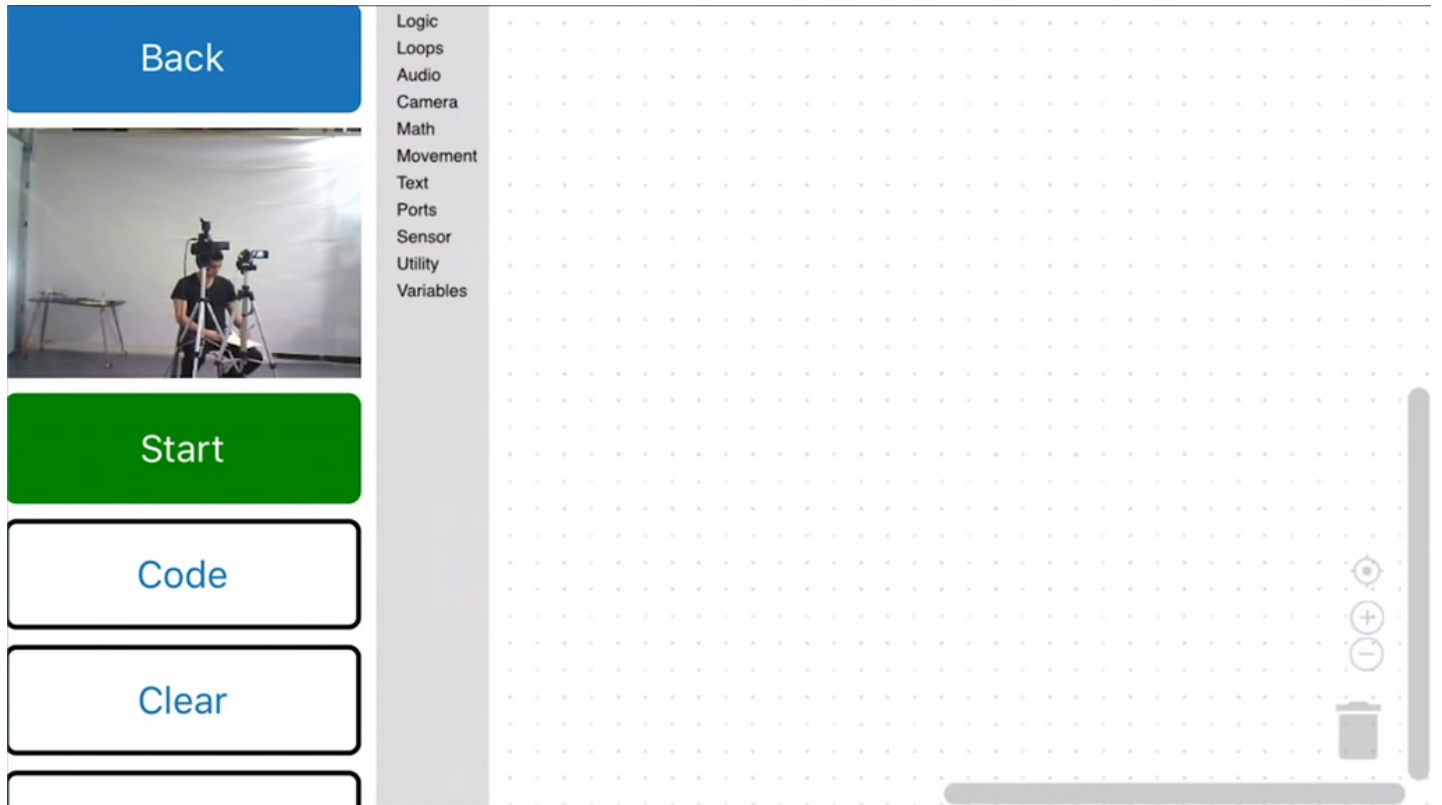 Back
Start
Code
Clear
Logic
Loops
Audio
Camera
Math
Movement
Text
Ports
Sensor
Utility
Variables